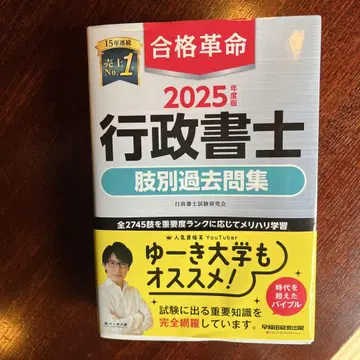 15年連続
売上
No.1
合格革命
2025年度版
行政書士
肢別過去問集
行政書士試験研究会
全2745肢を重要度ランクに応じてメリハリ学習
人気資格系YouTuber
ゆーき大学も
オススメ!
試験に出る重要知識を
完全網羅しています。
時代を
超えた
バイブル
早稲田経営出版